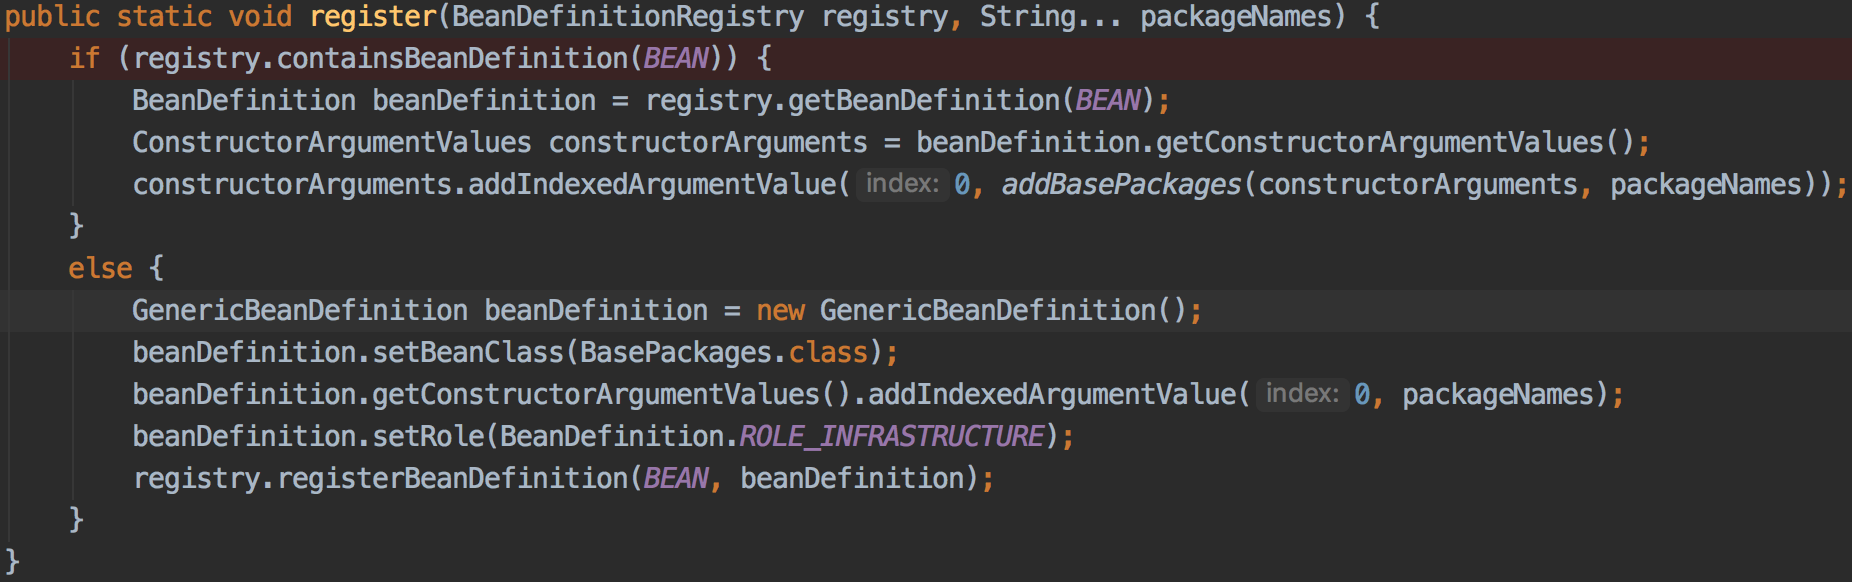 public static void register(BeanDefinitionRegistry registry, String... packageNames) {
    if (registry.containsBeanDefinition(BEAN)) {
        BeanDefinition beanDefinition = registry.getBeanDefinition(BEAN);
        ConstructorArgumentValues constructorArguments = beanDefinition.getConstructorArgumentValues();
        constructorArguments.addIndexedArgumentValue( index: 0, addBasePackages(constructorArguments, packageNames));
    }
    else {
        GenericBeanDefinition beanDefinition = new GenericBeanDefinition();
        beanDefinition.setBeanClass(BasePackages.class);
        beanDefinition.getConstructorArgumentValues().addIndexedArgumentValue( index: 0, packageNames);
        beanDefinition.setRole(BeanDefinition.ROLE_INFRASTRUCTURE);
        registry.registerBeanDefinition(BEAN, beanDefinition);
    }
}